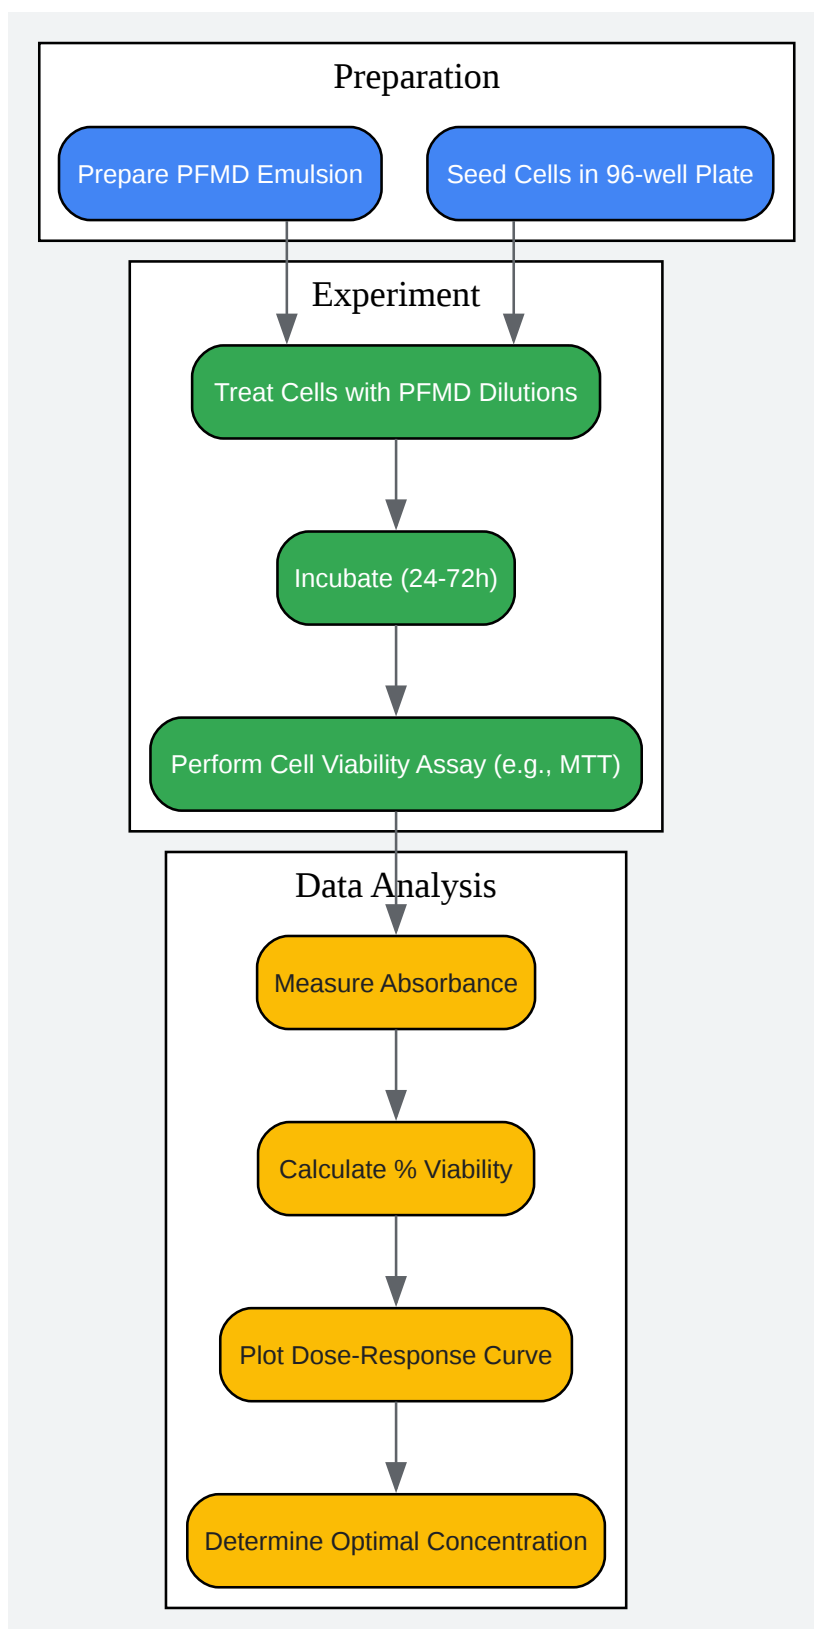 Preparation
Prepare PFMD Emulsion
Seed Cells in 96-well Plate
Experiment
Treat Cells with PFMD Dilutions
Incubate (24-72h)
Perform Cell Viability Assay (e.g., MTT)
Data Analysis
Measure Absorbance
Calculate % Viability
Plot Dose-Response Curve
Determine Optimal Concentration